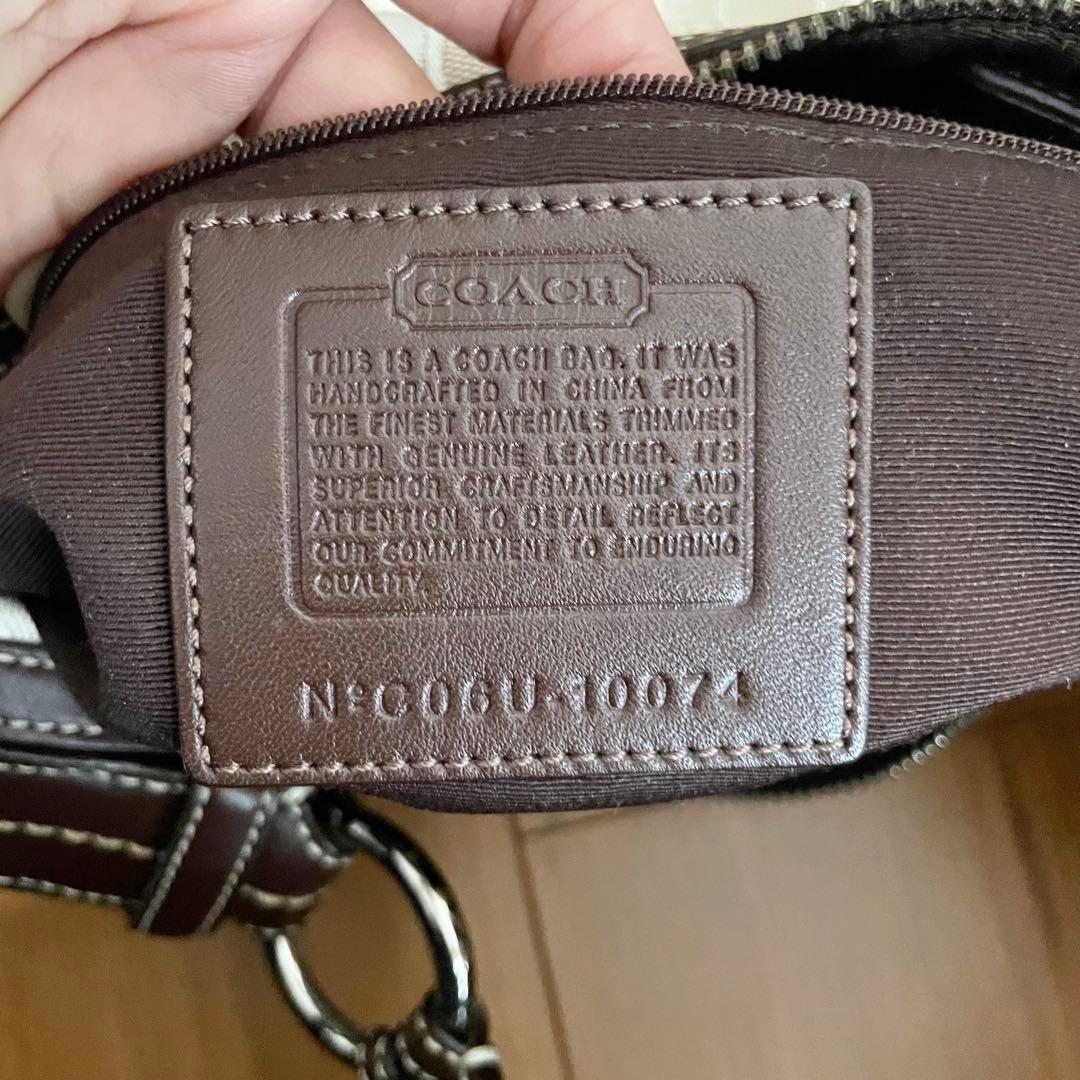 COACH
THIS IS A COACH BAG. IT WAS
HANDCRAFTED IN CHINA FROM
THE FINEST MATERIALS TRIMMED
WITH GENUINE LEATHER. ITS
SUPERIOR CRAFTSMANSHIP AND
ATTENTION TO DETAIL REFLECT
OUR COMMITMENT TO ENDURING
QUALITY.
Nº C06U-10074